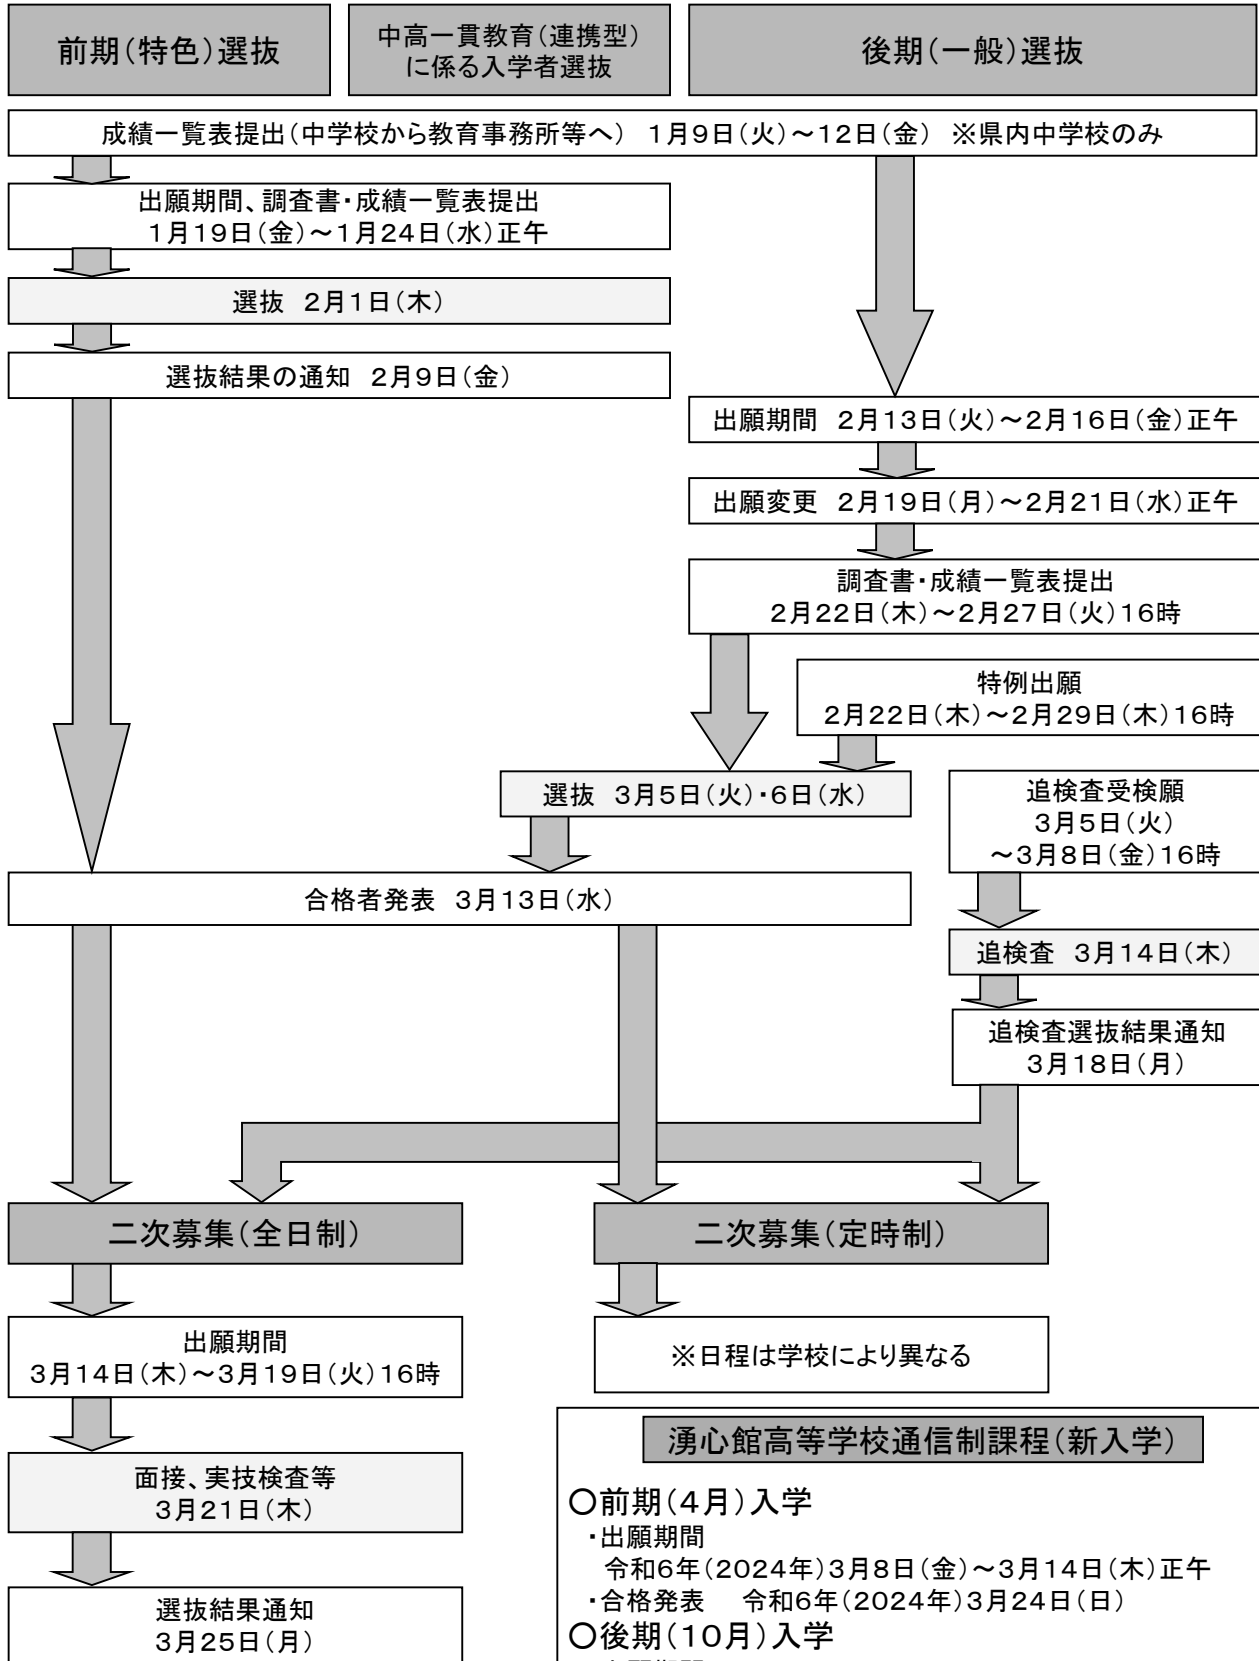 前期（特色）選抜
中高一貫教育（連携型）
に係る入学者選抜
後期（一般）選抜
成績一覧表提出（中学校から教育事務所等へ） 1月9日（火）～12日（金） ※県内中学校のみ
出願期間、調査書・成績一覧表提出
1月19日（金）～1月24日（水）正午
選抜 2月1日（木）
選抜結果の通知 2月9日（金）
出願期間 2月13日（火）～2月16日（金）正午
出願変更 2月19日（月）～2月21日（水）正午
調査書・成績一覧表提出
2月22日（木）～2月27日（火）16時
特例出願
2月22日（木）～2月29日（木）16時
選抜 3月5日（火）・6日（水）
追検査受検願
3月5日（火）
～3月8日（金）16時
合格者発表 3月13日（水）
追検査 3月14日（木）
追検査選抜結果通知
3月18日（月）
二次募集（全日制）
二次募集（定時制）
出願期間
3月14日（木）～3月19日（火）16時
※日程は学校により異なる
面接、実技検査等
3月21日（木）
選抜結果通知
3月25日（月）
湧心館高等学校通信制課程（新入学）
○前期（4月）入学
・出願期間
令和6年（2024年）3月8日（金）～3月14日（木）正午
・合格発表 令和6年（2024年）3月24日（日）
○後期（10月）入学